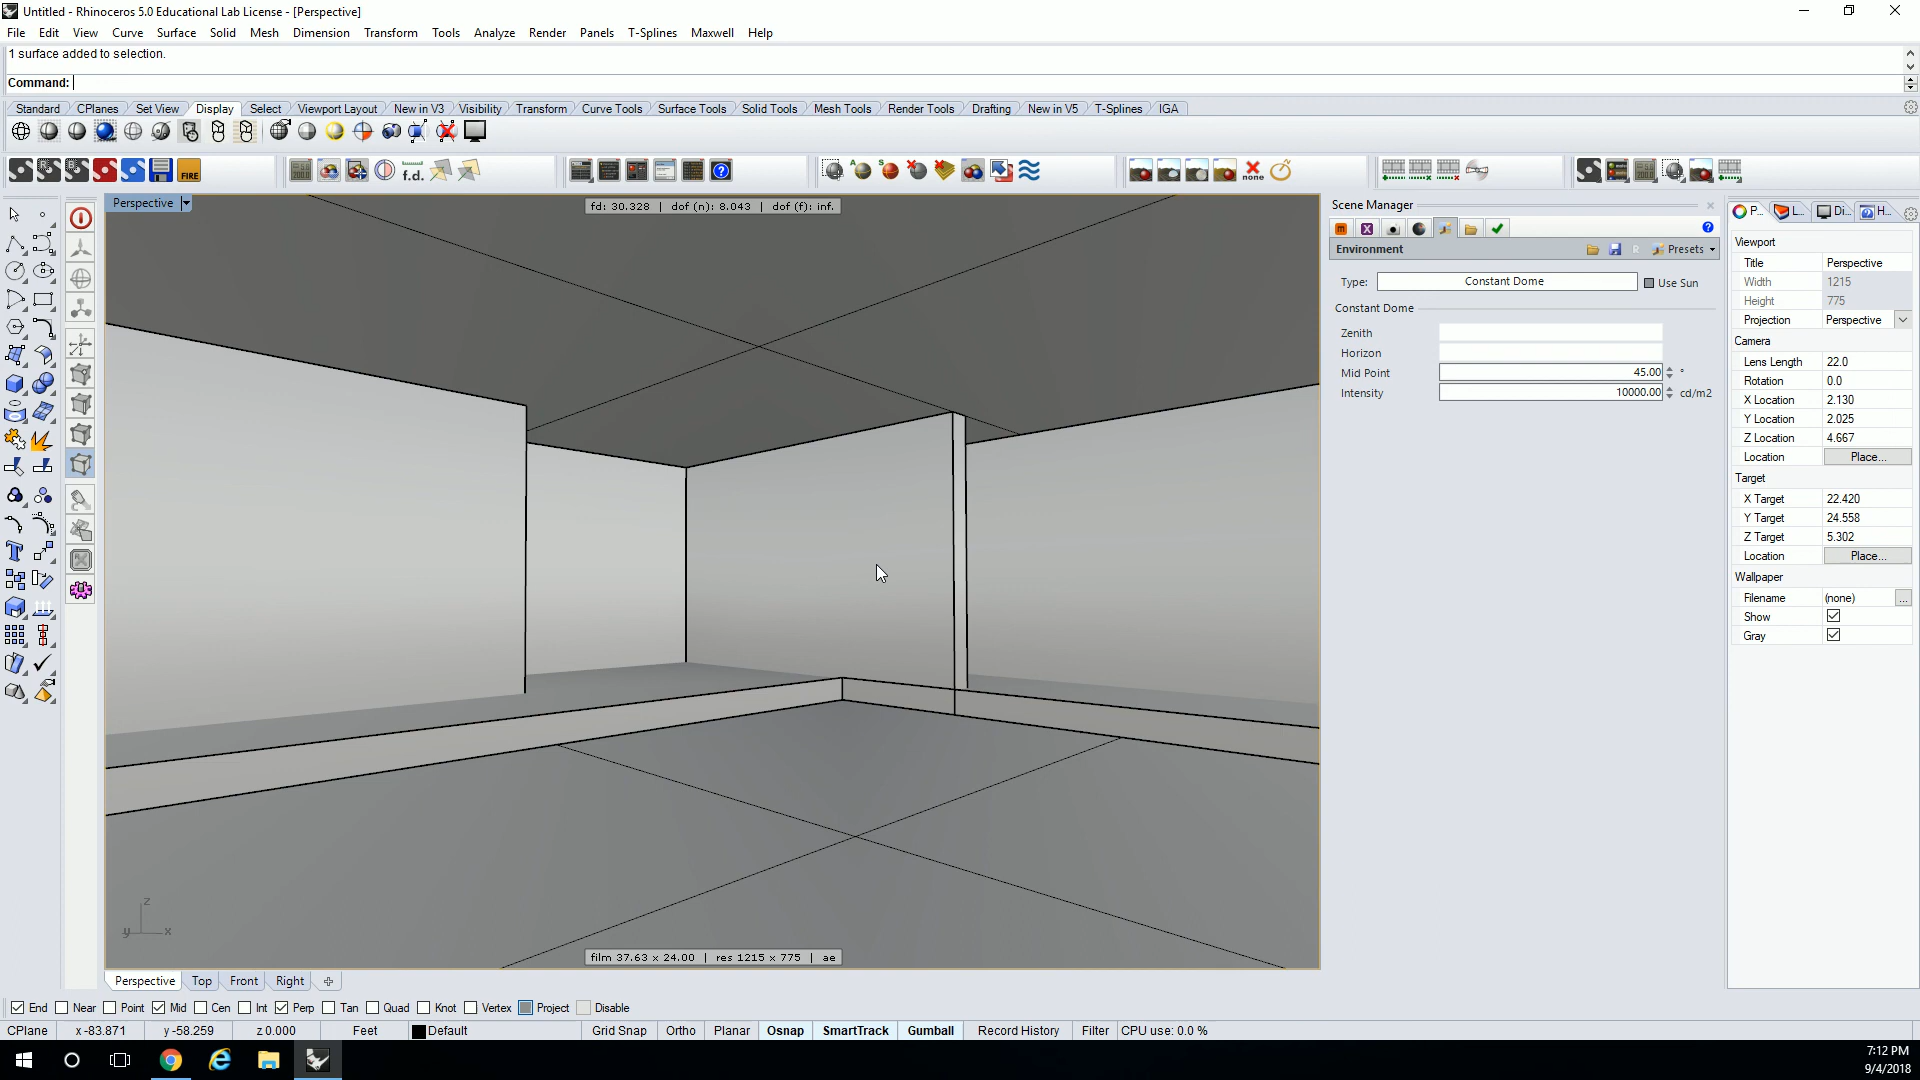 Untitled - Rhinoceros 5.0 Educational Lab License - [Perspective]
File Edit View Curve Surface Solid Mesh Dimension Transform Tools Analyze Render Panels T-Splines Maxwell Help
1 surface added to selection.
Command:
Standard CPlanes Set View Display Select Viewport Layout New in V3 Visibility Transform Curve Tools Surface Tools Solid Tools Mesh Tools Render Tools Drafting New in V5 T-Splines IGA
FIRE f.d. none
Perspective
fd: 30.328 | dof (n): 8.043 | dof (f): inf.
Scene Manager
P... L... Di... H...
Environment Presets
Type: Constant Dome Use Sun
Constant Dome
Zenith
Horizon
Mid Point 45.00 °
Intensity 10000.00 cd/m2
Viewport
Title Perspective
Width 1215
Height 775
Projection Perspective
Camera
Lens Length 22.0
Rotation 0.0
X Location 2.130
Y Location 2.025
Z Location 4.667
Location Place...
Target
X Target 22.420
Y Target 24.558
Z Target 5.302
Location Place...
Wallpaper
Filename (none) ...
Show
Gray
z
y x
film 37.63 x 24.00 | res 1215 x 775 | ae
Perspective Top Front Right
End Near Point Mid Cen Int Perp Tan Quad Knot Vertex Project Disable
CPlane x -83.871 y -58.259 z 0.000 Feet Default Grid Snap Ortho Planar Osnap SmartTrack Gumball Record History Filter CPU use: 0.0 %
7:12 PM
9/4/2018